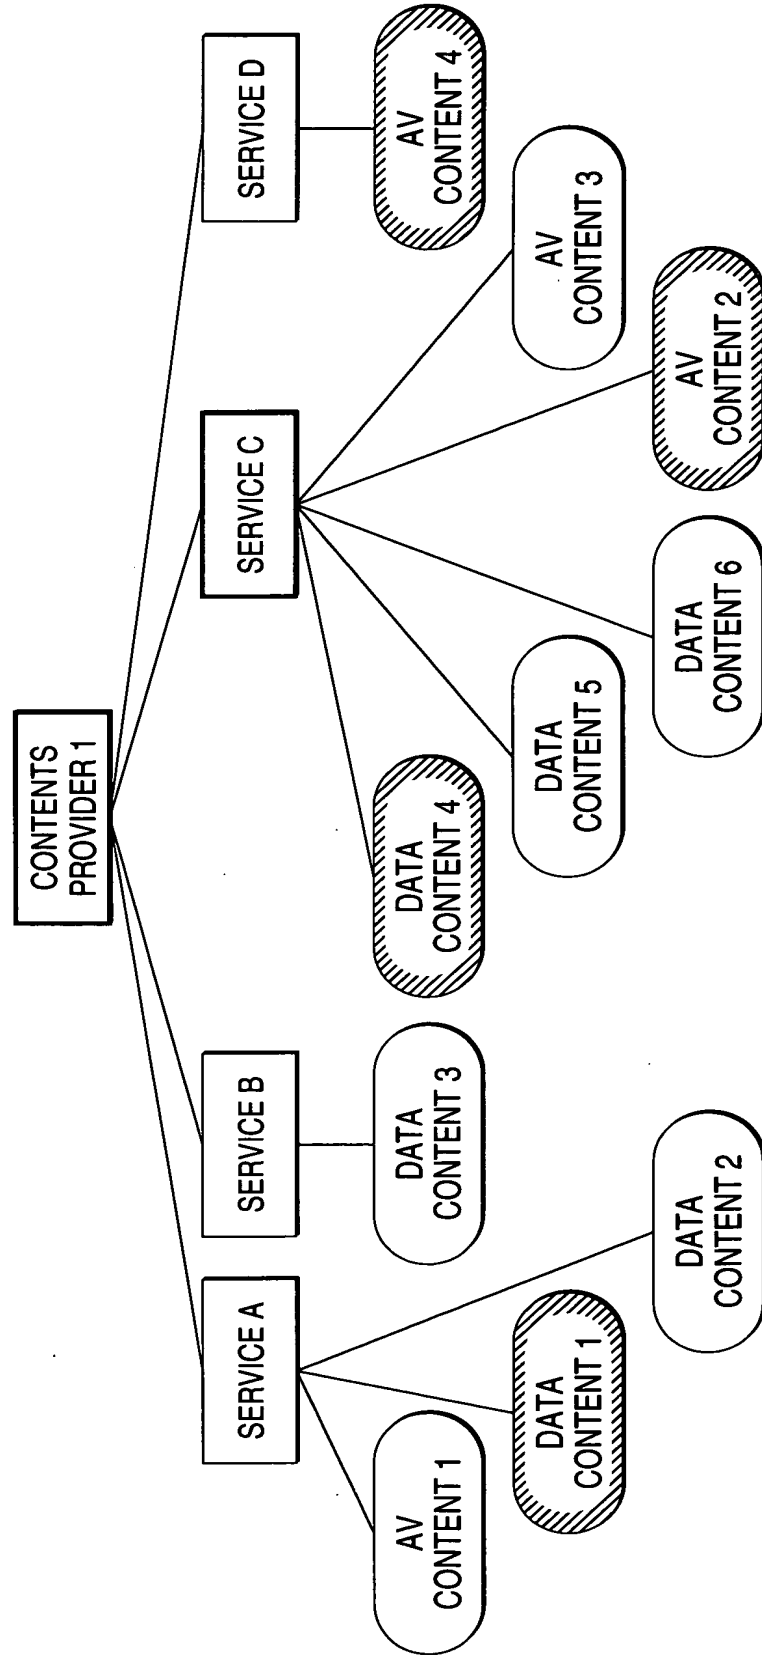 CONTENTS
PROVIDER 1
SERVICE A
SERVICE B
SERVICE C
SERVICE D
AV
CONTENT 1
DATA
CONTENT 3
DATA
CONTENT 4
AV
CONTENT 4
DATA
CONTENT 1
DATA
CONTENT 5
AV
CONTENT 3
DATA
CONTENT 2
DATA
CONTENT 6
AV
CONTENT 2